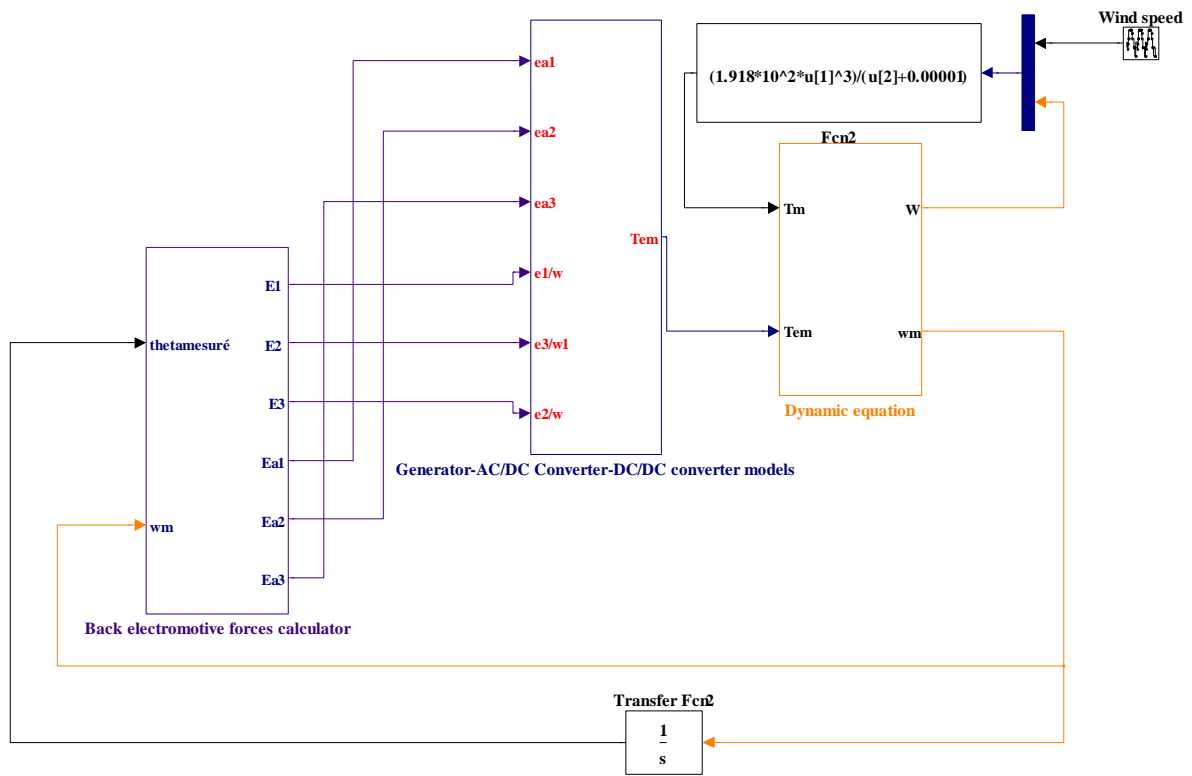 Wind speed
(1.918*10^2*u[1]^3)/(u[2]+0.00001)
Fcn2
ea1
ea2
ea3
e1/w
e3/w1
e2/w
Tem
Generator-AC/DC Converter-DC/DC converter models
Tm
Tem
W
wm
Dynamic equation
thetamesuré
wm
E1
E2
E3
Ea1
Ea2
Ea3
Back electromotive forces calculator
Transfer Fcn2
1
s